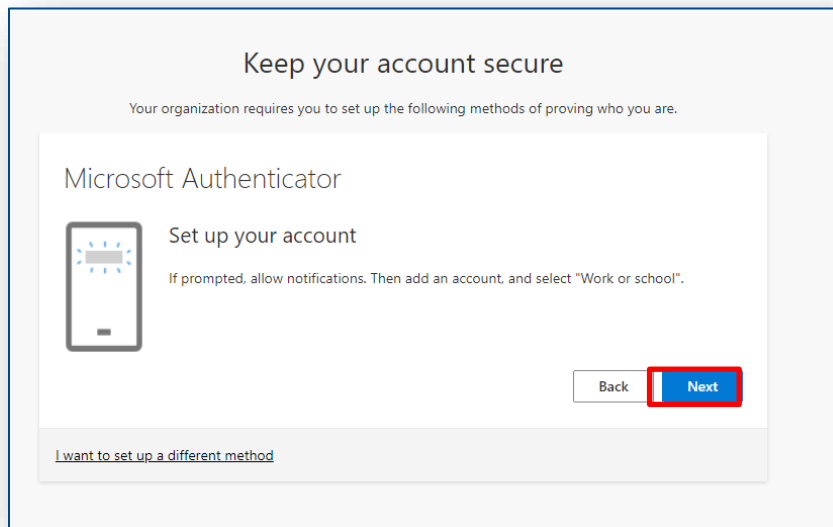 Keep your account secure
Your organization requires you to set up the following methods of proving who you are.
Microsoft Authenticator
Set up your account
If prompted, allow notifications. Then add an account, and select "Work or school".
Back Next
I want to set up a different method